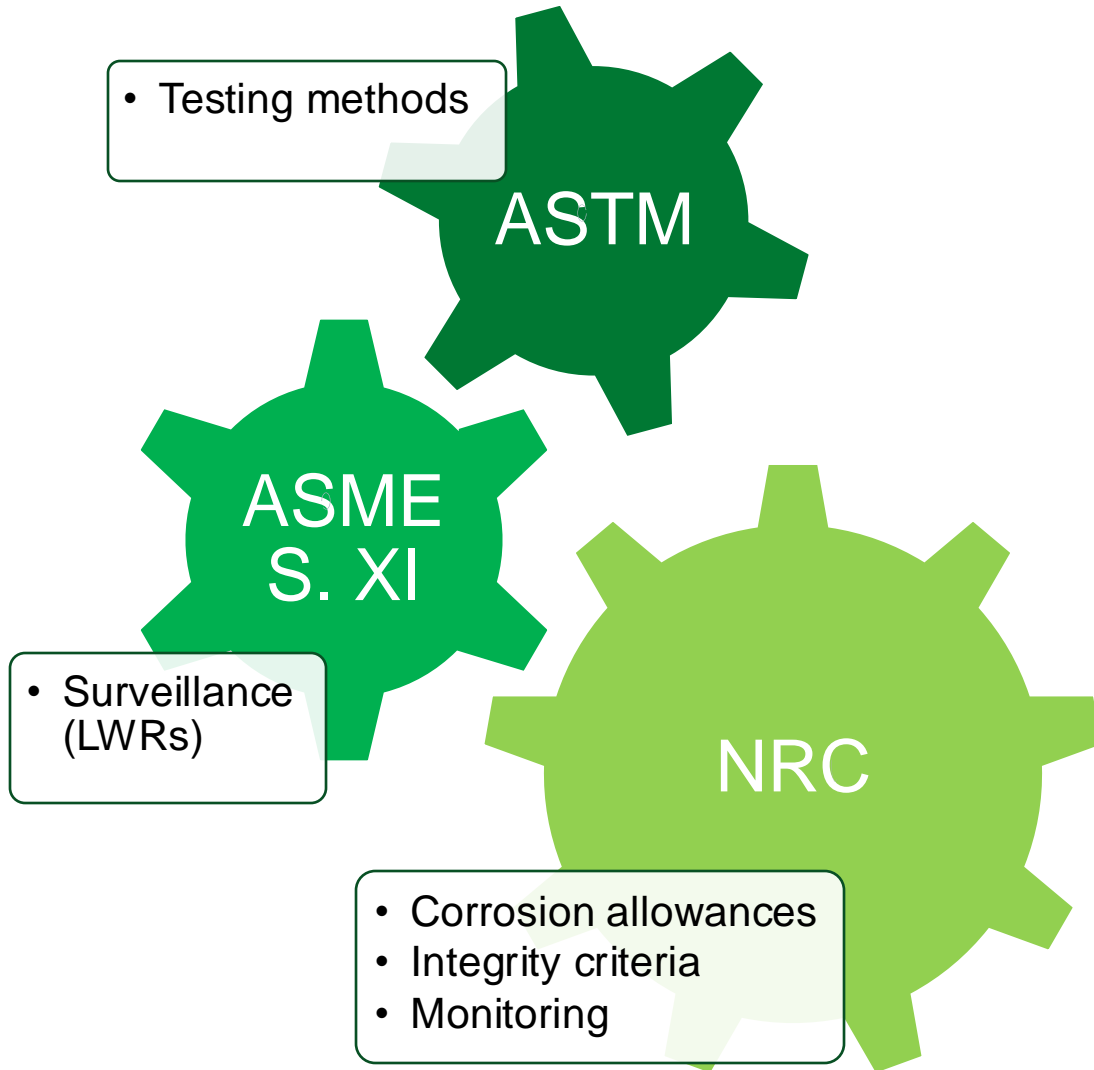 • Testing methods
ASTM
ASME
S. XI
• Surveillance
(LWRs)
NRC
• Corrosion allowances
• Integrity criteria
• Monitoring